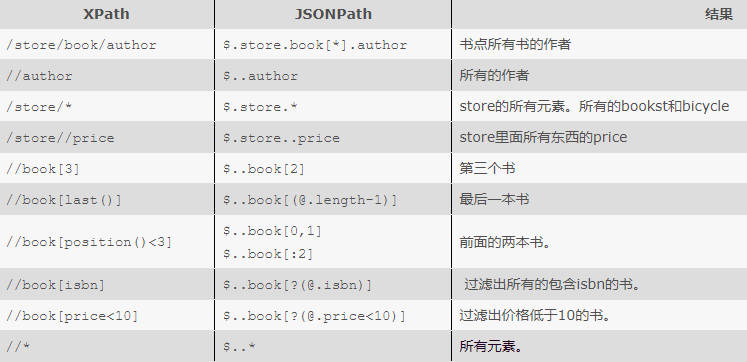 XPath JSONPath 结果
/store/book/author $.store.book[*].author 书点所有书的作者
//author $..author 所有的作者
/store/* $.store.* store的所有元素。所有的bookst和bicycle
/store//price $.store..price store里面所有东西的price
//book[3] $..book[2] 第三个书
//book[last()] $..book[(@.length-1)] 最后一本书
//book[position()<3] $..book[0,1]
$..book[:2] 前面的两本书。
//book[isbn] $..book[?(@.isbn)] 过滤出所有的包含isbn的书。
//book[price<10] $..book[?(@.price<10)] 过滤出价格低于10的书。
//* $..* 所有元素。